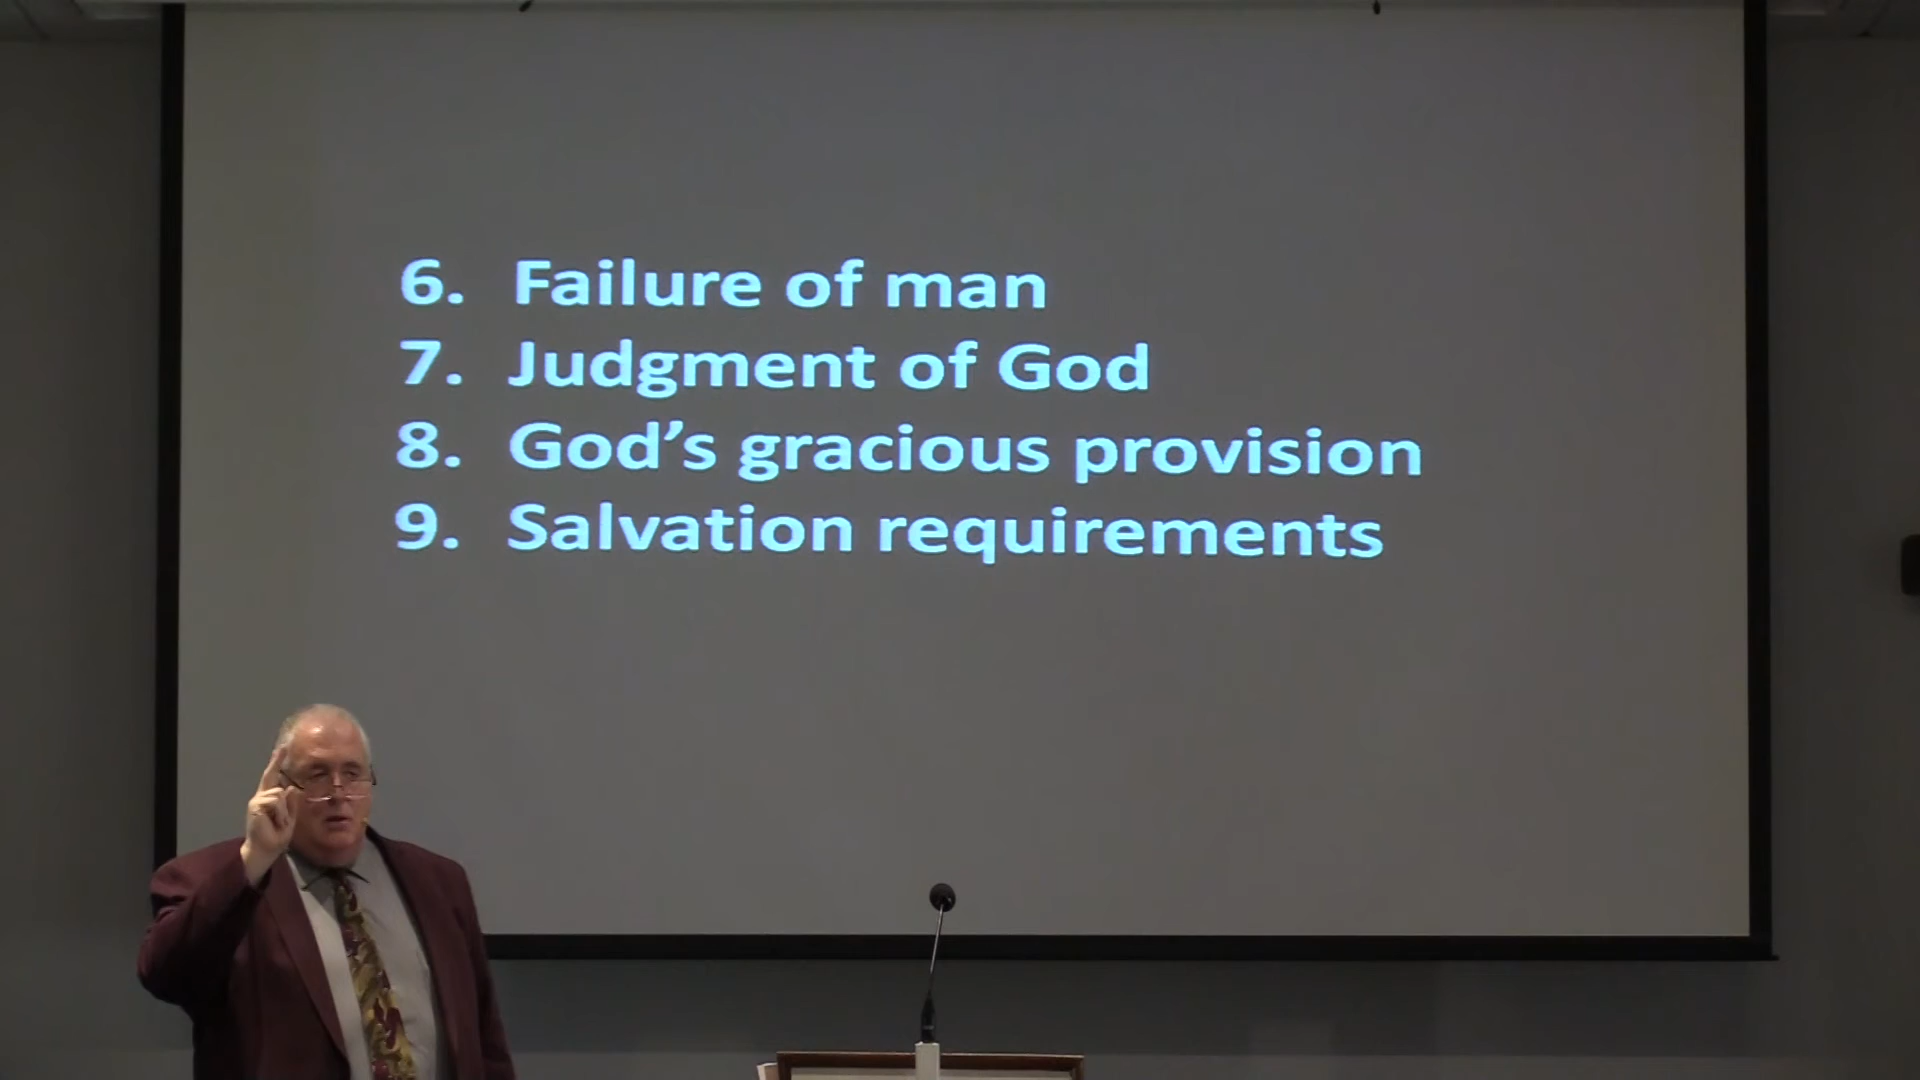 6. Failure of man
7. Judgment of God
8. God’s gracious provision
9. Salvation requirements